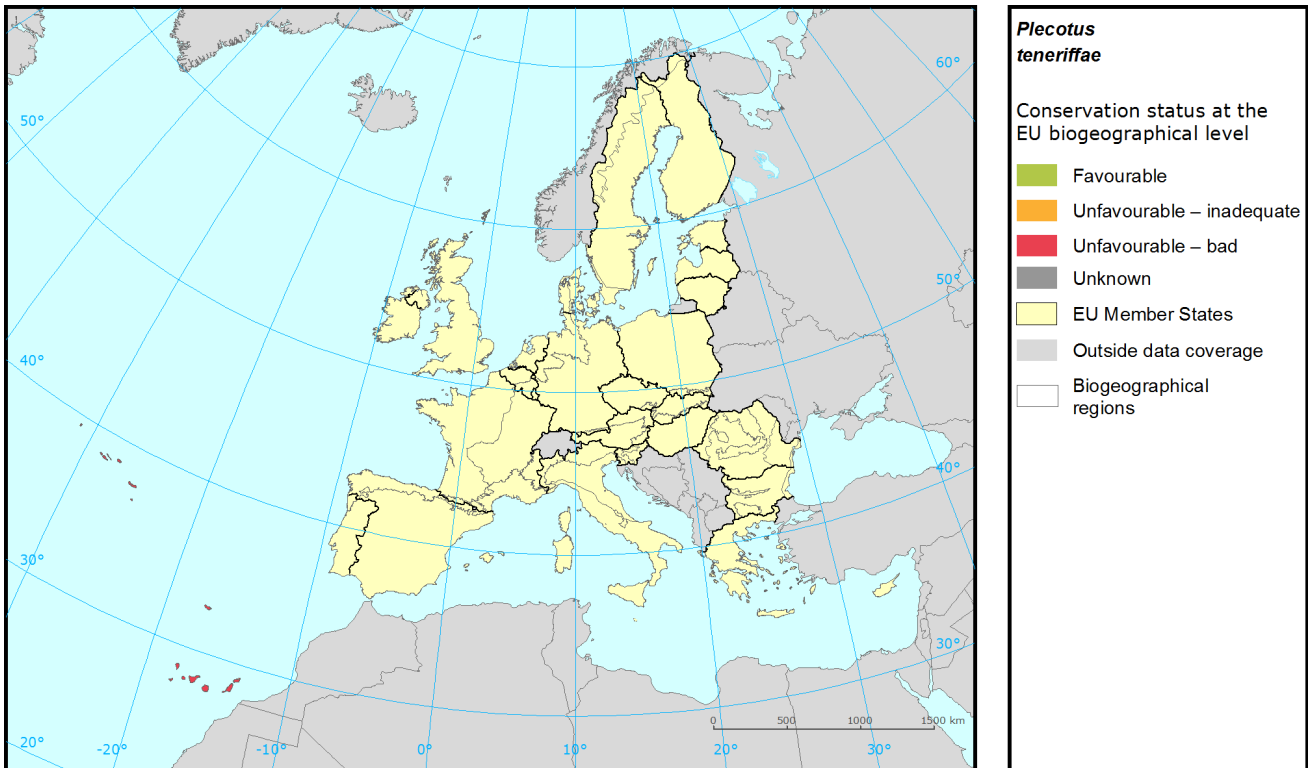 Plecotus
teneriffae
Conservation status at the
EU biogeographical level
Favourable
Unfavourable – inadequate
Unfavourable – bad
Unknown
EU Member States
Outside data coverage
Biogeographical
regions
60°
50°
50°
40°
40°
30°
30°
0 500 1000 1500 km
20° -20° -10° 0° 10° 20° 30°